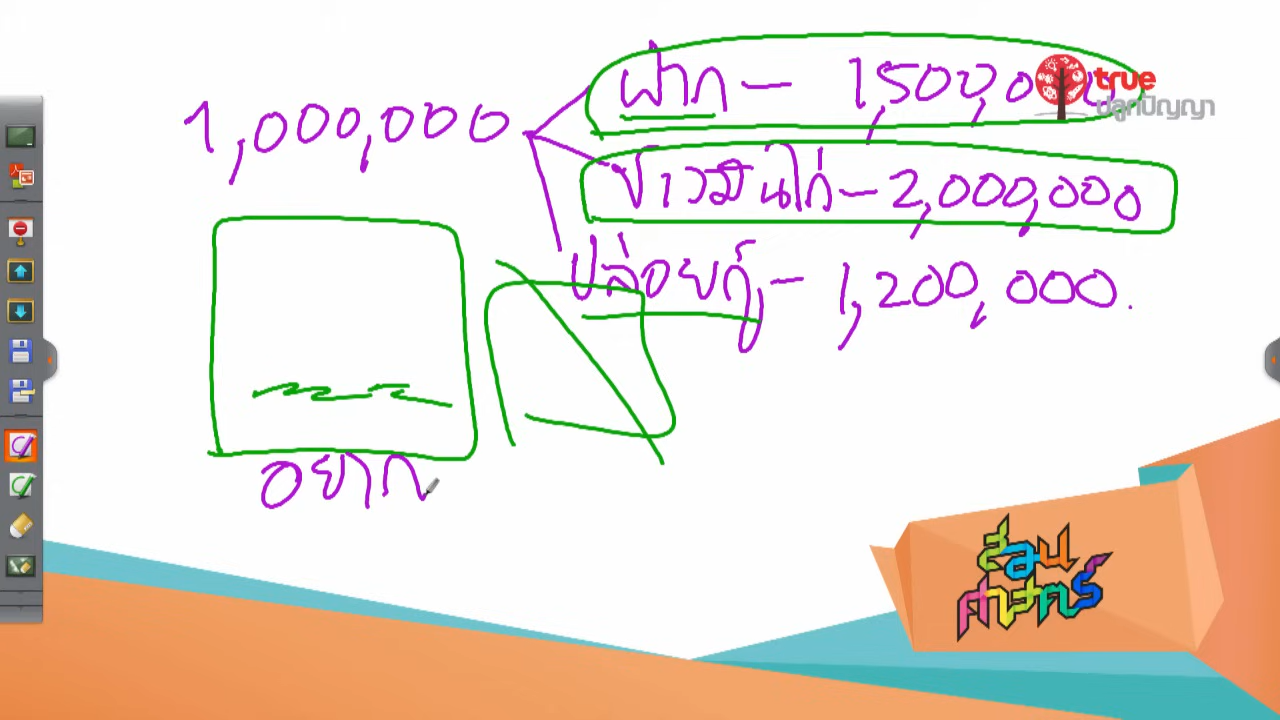 1,000,000
ฝาก - 1,500,000
ข้าวมันไก่ - 2,000,000
ปล่อยกู้ - 1,200,000.
อยาก
true
ปลูกปัญญา
สอน
ศาสตร์